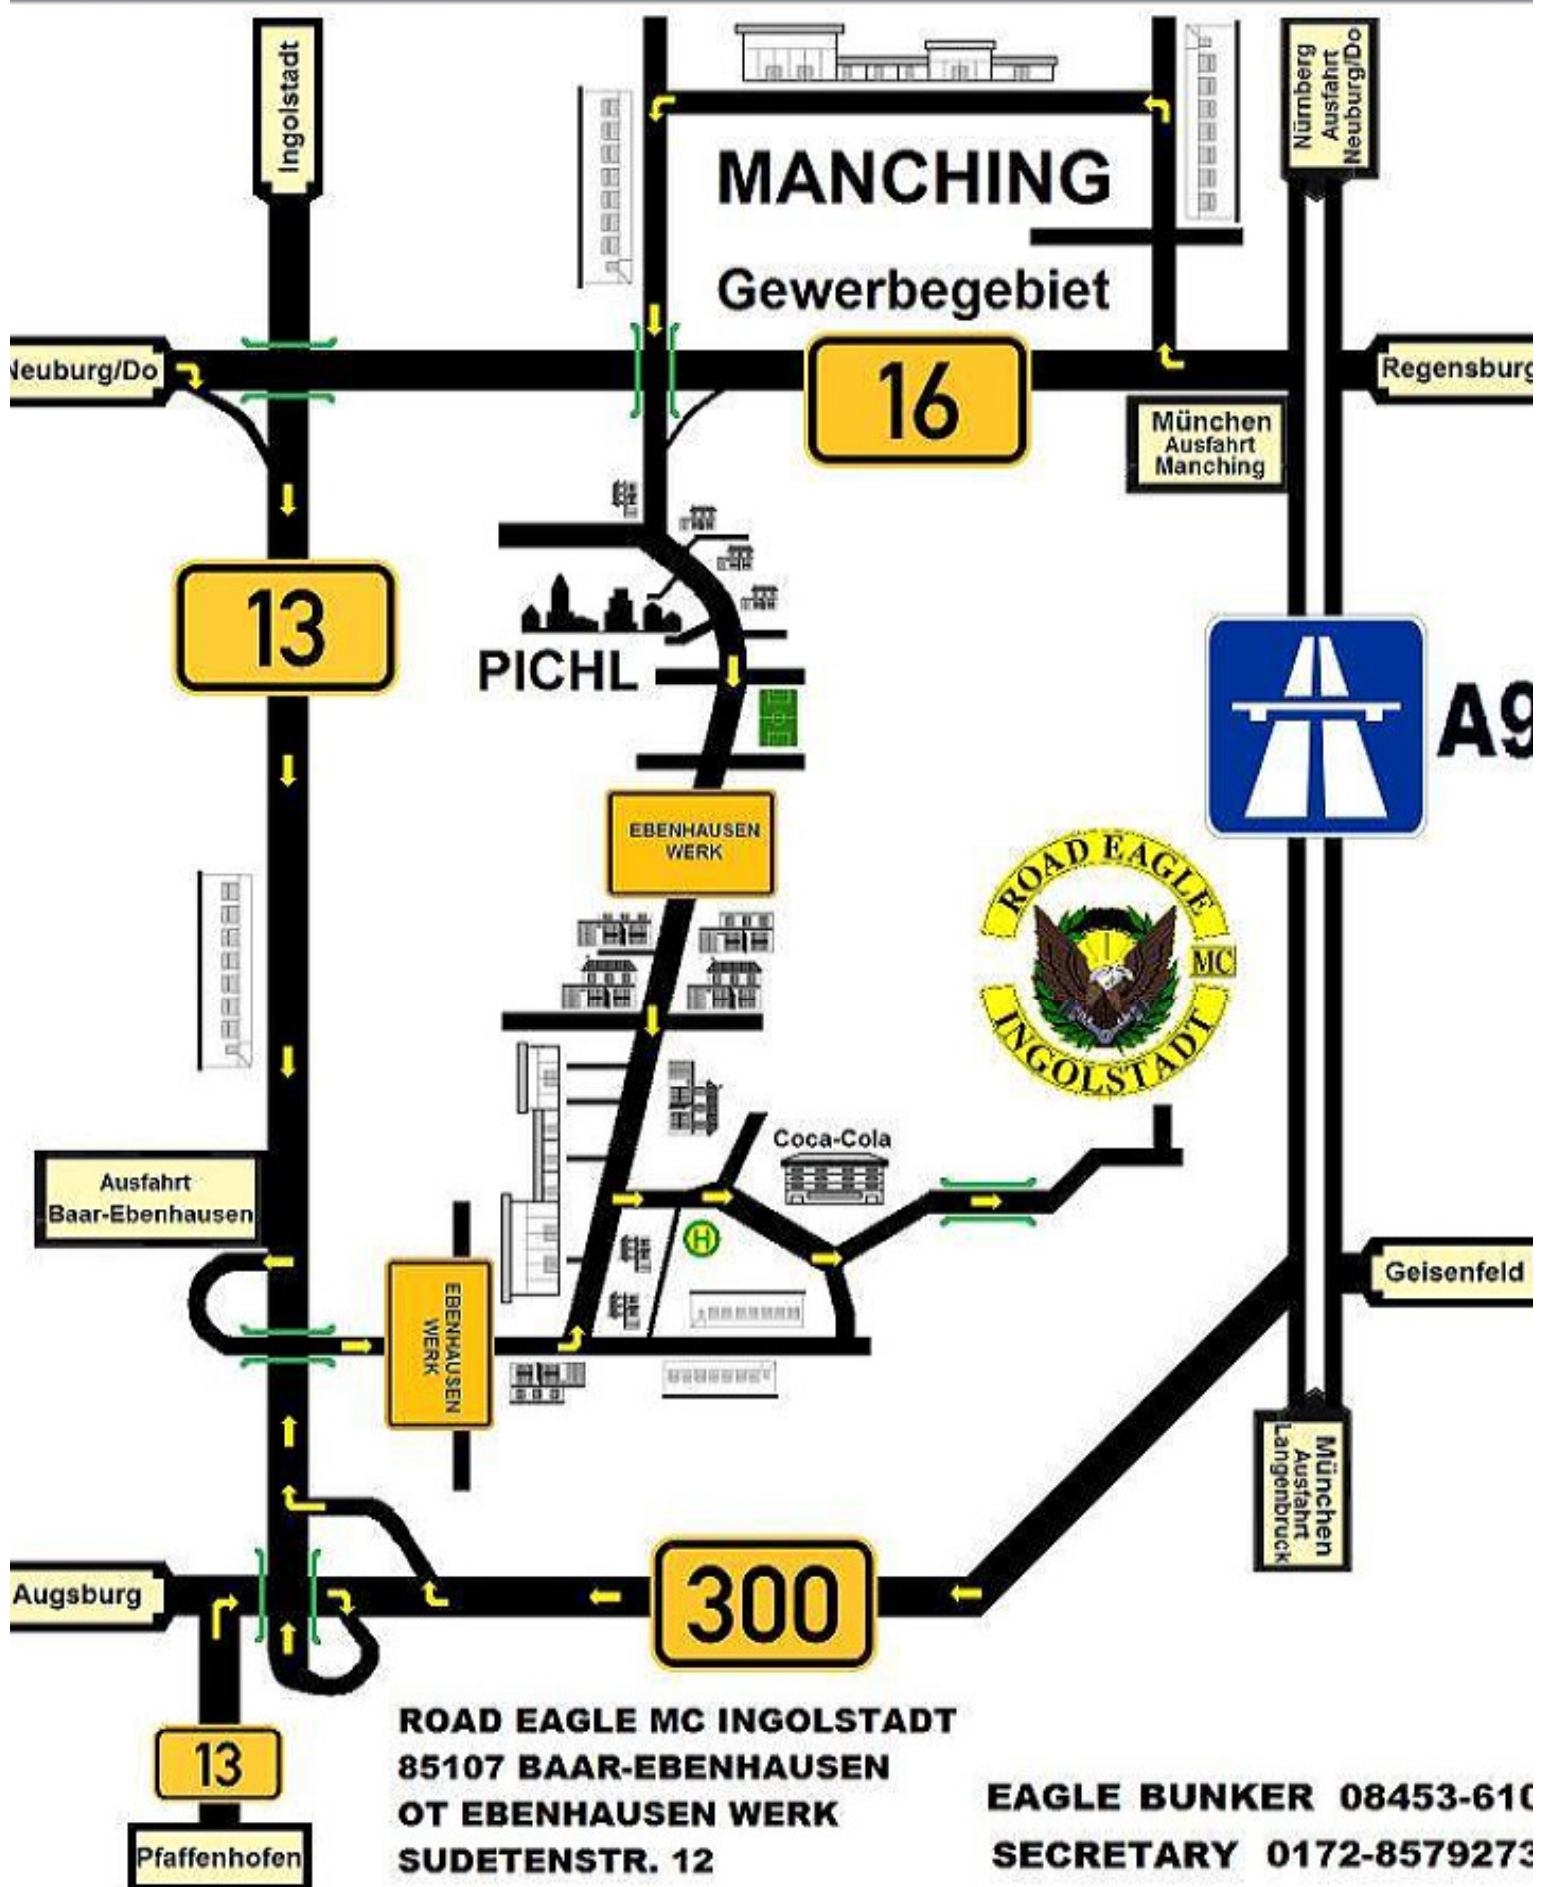 Ingolstadt
Nürnberg
Ausfahrt
Neuburg/Do
MANCHING
Gewerbegebiet
Neuburg/Do
16
Regensburg
München
Ausfahrt
Manching
13
PICHL
A9
EBENHAUSEN
WERK
ROAD EAGLE
MC
INGOLSTADT
Coca-Cola
Ausfahrt
Baar-Ebenhausen
H
EBENHAUSEN
WERK
Geisenfeld
München
Ausfahrt
Langenbruck
Augsburg
300
13
Pfaffenhofen
ROAD EAGLE MC INGOLSTADT
85107 BAAR-EBENHAUSEN
OT EBENHAUSEN WERK
SUDETENSTR. 12
EAGLE BUNKER 08453-610
SECRETARY 0172-8579273